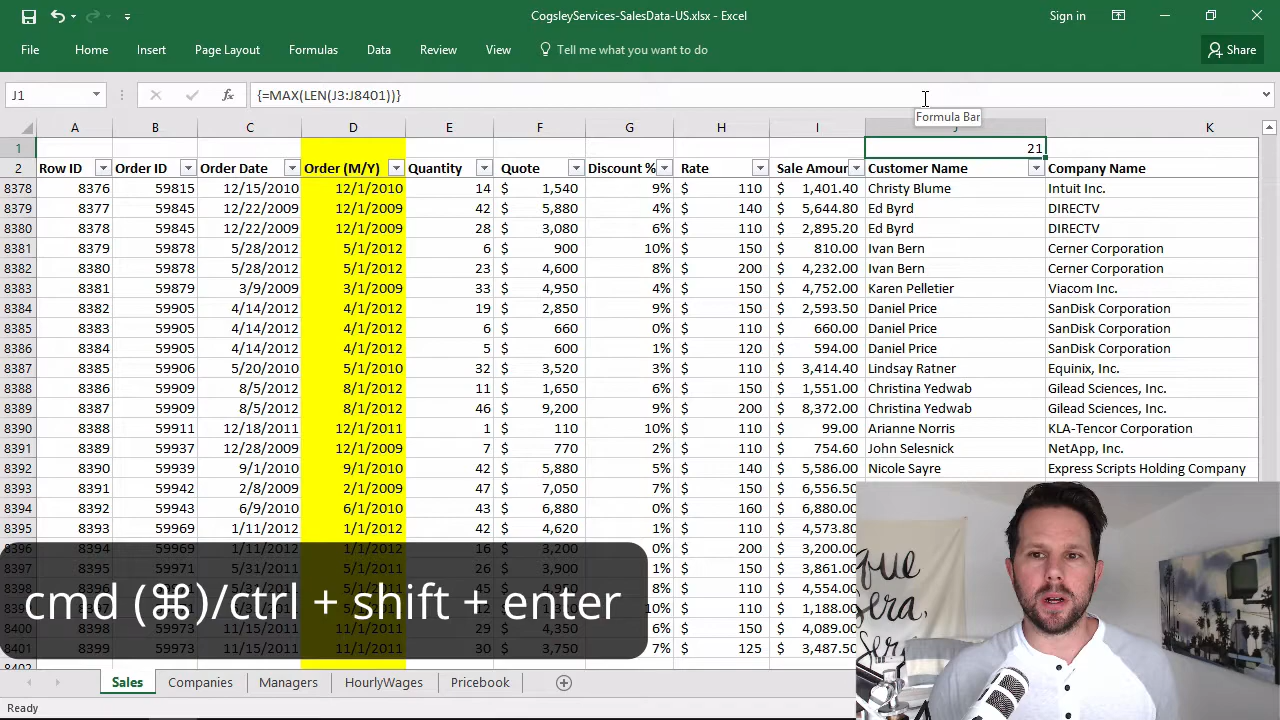 CogsleyServices-SalesData-US.xlsx - Excel
Sign in
File Home Insert Page Layout Formulas Data Review View Tell me what you want to do Share
J1 fx {=MAX(LEN(J3:J8401))}
Formula Bar
A B C D E F G H I J K
1 21
2 Row ID Order ID Order Date Order (M/Y) Quantity Quote Discount % Rate Sale Amoun Customer Name Company Name
8378 8376 59815 12/15/2010 12/1/2010 14 $ 1,540 9% $ 110 $ 1,401.40 Christy Blume Intuit Inc.
8379 8377 59845 12/22/2009 12/1/2009 42 $ 5,880 4% $ 140 $ 5,644.80 Ed Byrd DIRECTV
8380 8378 59845 12/22/2009 12/1/2009 28 $ 3,080 6% $ 110 $ 2,895.20 Ed Byrd DIRECTV
8381 8379 59878 5/28/2012 5/1/2012 6 $ 900 10% $ 150 $ 810.00 Ivan Bern Cerner Corporation
8382 8380 59878 5/28/2012 5/1/2012 23 $ 4,600 8% $ 200 $ 4,232.00 Ivan Bern Cerner Corporation
8383 8381 59879 3/9/2009 3/1/2009 33 $ 4,950 4% $ 150 $ 4,752.00 Karen Pelletier Viacom Inc.
8384 8382 59905 4/14/2012 4/1/2012 19 $ 2,850 9% $ 150 $ 2,593.50 Daniel Price SanDisk Corporation
8385 8383 59905 4/14/2012 4/1/2012 6 $ 660 0% $ 110 $ 660.00 Daniel Price SanDisk Corporation
8386 8384 59905 4/14/2012 4/1/2012 5 $ 600 1% $ 120 $ 594.00 Daniel Price SanDisk Corporation
8387 8385 59906 5/20/2010 5/1/2010 32 $ 3,520 3% $ 110 $ 3,414.40 Lindsay Ratner Equinix, Inc.
8388 8386 59909 8/5/2012 8/1/2012 11 $ 1,650 6% $ 150 $ 1,551.00 Christina Yedwab Gilead Sciences, Inc.
8389 8387 59909 8/5/2012 8/1/2012 46 $ 9,200 9% $ 200 $ 8,372.00 Christina Yedwab Gilead Sciences, Inc.
8390 8388 59911 12/18/2011 12/1/2011 1 $ 110 10% $ 110 $ 99.00 Arianne Norris KLA-Tencor Corporation
8391 8389 59937 12/28/2009 12/1/2009 7 $ 770 2% $ 110 $ 754.60 John Selesnick NetApp, Inc.
8392 8390 59939 9/1/2010 9/1/2010 42 $ 5,880 5% $ 140 $ 5,586.00 Nicole Sayre Express Scripts Holding Company
8393 8391 59942 2/8/2009 2/1/2009 47 $ 7,050 7% $ 150 $ 6,556.50
8394 8392 59943 6/9/2010 6/1/2010 43 $ 6,880 0% $ 160 $ 6,880.00
8395 8393 59969 1/11/2012 1/1/2012 42 $ 4,620 1% $ 110 $ 4,573.80
8396 8394 59969 1/11/2012 1/1/2012 16 $ 3,200 0% $ 200 $ 3,200.00
8397 8395 5/31/2011 5/1/2011 26 $ 3,900 1% $ 150 $ 3,861.00
8% $ 110 $ 4,554.00
10% $ 110 $ 1,188.00
8400 8398 59973 11/15/2011 11/1/2011 29 $ 4,350 6% $ 150 $ 4,089.00
8401 8399 59973 11/15/2011 11/1/2011 30 $ 3,750 7% $ 125 $ 3,487.50
cmd (⌘)/ctrl + shift + enter
que
sera,
Sera
Sales Companies Managers HourlyWages Pricebook
Ready